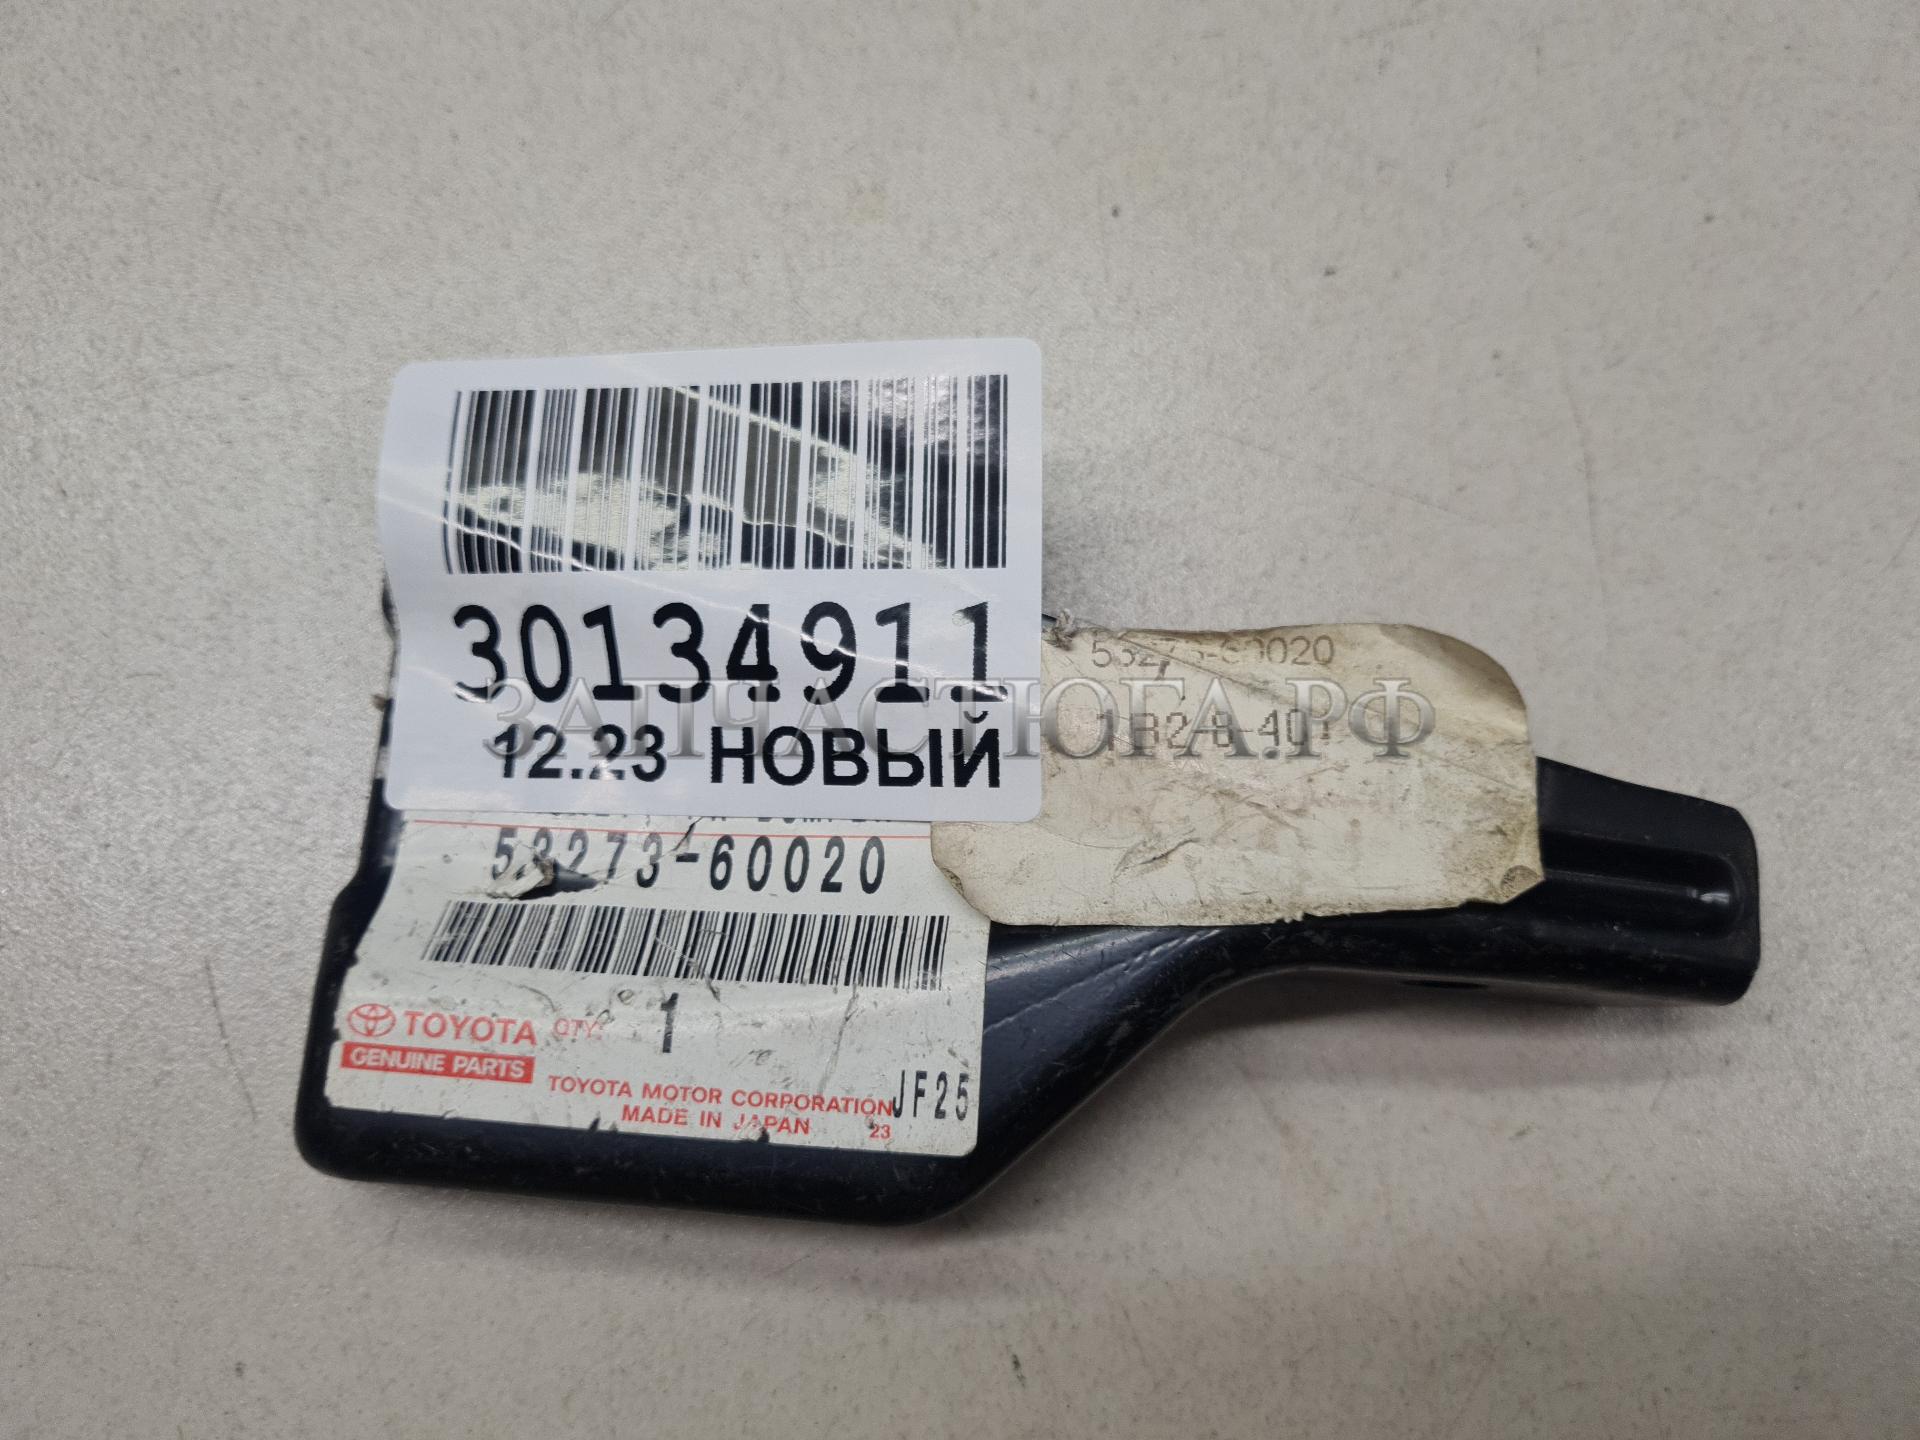 30134911
12.23 НОВЫЙ
ЗАПЧАСТЮГА.РФ
53273-60020
53273-60020
TOYOTA QTY: 1
GENUINE PARTS
TOYOTA MOTOR CORPORATION JF25
MADE IN JAPAN 23